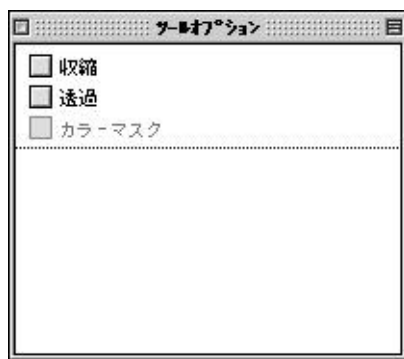 ツールオプション
収縮
透過
カラーマスク